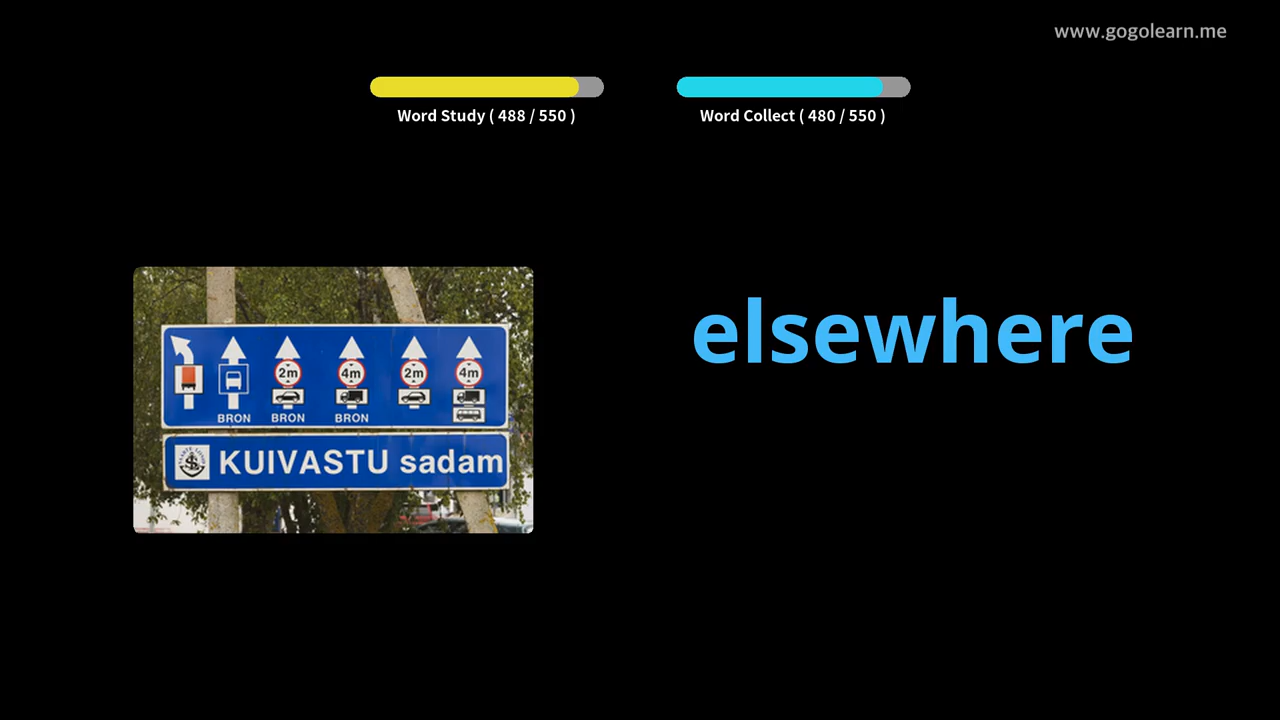 www.gogolearn.me
Word Study ( 488 / 550 )
Word Collect ( 480 / 550 )
elsewhere
2m 4m 2m 4m
BRON BRON BRON
KUIVASTU sadam